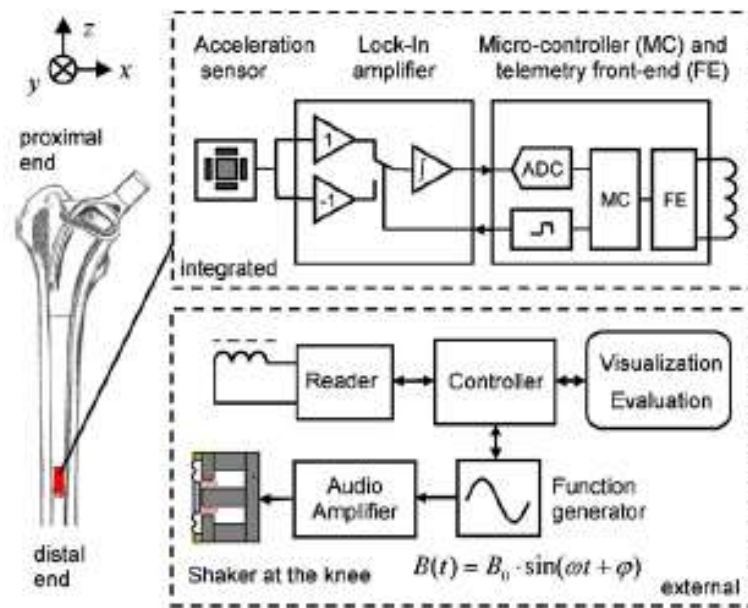 z
y
x
proximal
end
distal
end
Acceleration
sensor
Lock-In
amplifier
Micro-controller (MC) and
telemetry front-end (FE)
1
-1
∫
ADC
MC
FE
integrated
Reader
Controller
Visualization
Evaluation
Audio
Amplifier
Function
generator
Shaker at the knee
B(t) = B₀ · sin(ωt + φ)
external